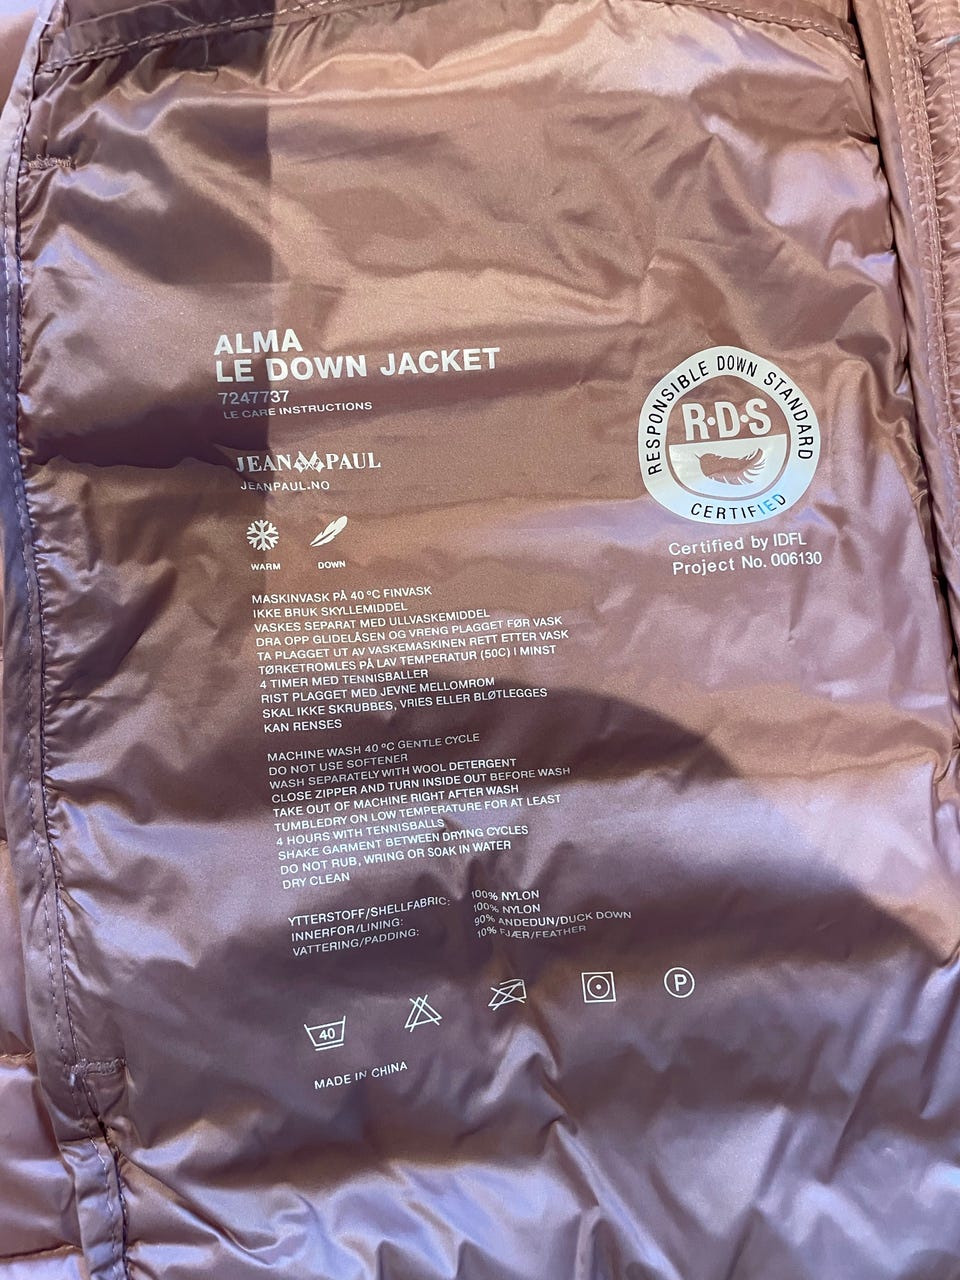 ALMA
LE DOWN JACKET
7247737
LE CARE INSTRUCTIONS
JEAN PAUL
JEANPAUL.NO
WARM
DOWN
RESPONSIBLE DOWN STANDARD
R·D·S
CERTIFIED
Certified by IDFL
Project No. 006130
MASKINVASK PÅ 40 ºC FINVASK
IKKE BRUK SKYLLEMIDDEL
VASKES SEPARAT MED ULLVASKEMIDDEL
DRA OPP GLIDELÅSEN OG VRENG PLAGGET FØR VASK
TA PLAGGET UT AV VASKEMASKINEN RETT ETTER VASK
TØRKETROMLES PÅ LAV TEMPERATUR (50C) I MINST
4 TIMER MED TENNISBALLER
RIST PLAGGET MED JEVNE MELLOMROM
SKAL IKKE SKRUBBES, VRIES ELLER BLØTLEGGES
KAN RENSES
MACHINE WASH 40 ºC GENTLE CYCLE
DO NOT USE SOFTENER
WASH SEPARATELY WITH WOOL DETERGENT
CLOSE ZIPPER AND TURN INSIDE OUT BEFORE WASH
TAKE OUT OF MACHINE RIGHT AFTER WASH
TUMBLEDRY ON LOW TEMPERATURE FOR AT LEAST
4 HOURS WITH TENNISBALLS
SHAKE GARMENT BETWEEN DRYING CYCLES
DO NOT RUB, WRING OR SOAK IN WATER
DRY CLEAN
YTTERSTOFF/SHELLFABRIC: 100% NYLON
INNERFOR/LINING: 100% NYLON
VATTERING/PADDING: 90% ANDEDUN/DUCK DOWN
10% FJÆR/FEATHER
40
P
MADE IN CHINA